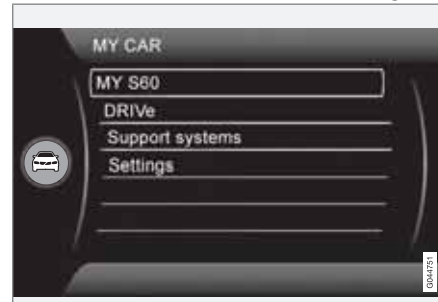 MY CAR
MY S60
DRIVe
Support systems
Settings
G044751